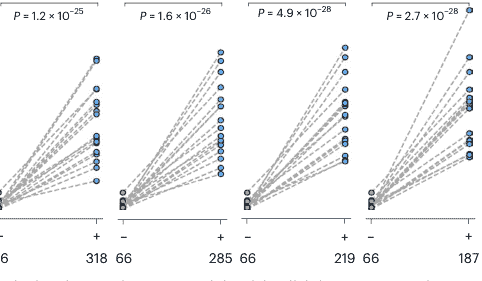 P = 1.2 × 10⁻²⁵ P = 1.6 × 10⁻²⁶ P = 4.9 × 10⁻²⁸ P = 2.7 × 10⁻²⁸
− + − + − + − +
6 318 66 285 66 219 66 187